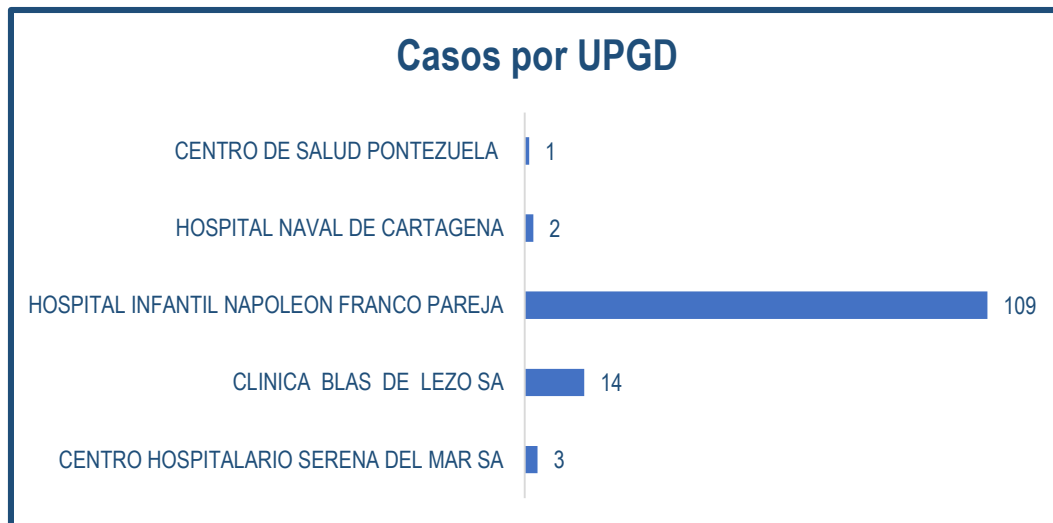 Casos por UPGD
CENTRO DE SALUD PONTEZUELA 1
HOSPITAL NAVAL DE CARTAGENA 2
HOSPITAL INFANTIL NAPOLEON FRANCO PAREJA 109
CLINICA BLAS DE LEZO SA 14
CENTRO HOSPITALARIO SERENA DEL MAR SA 3